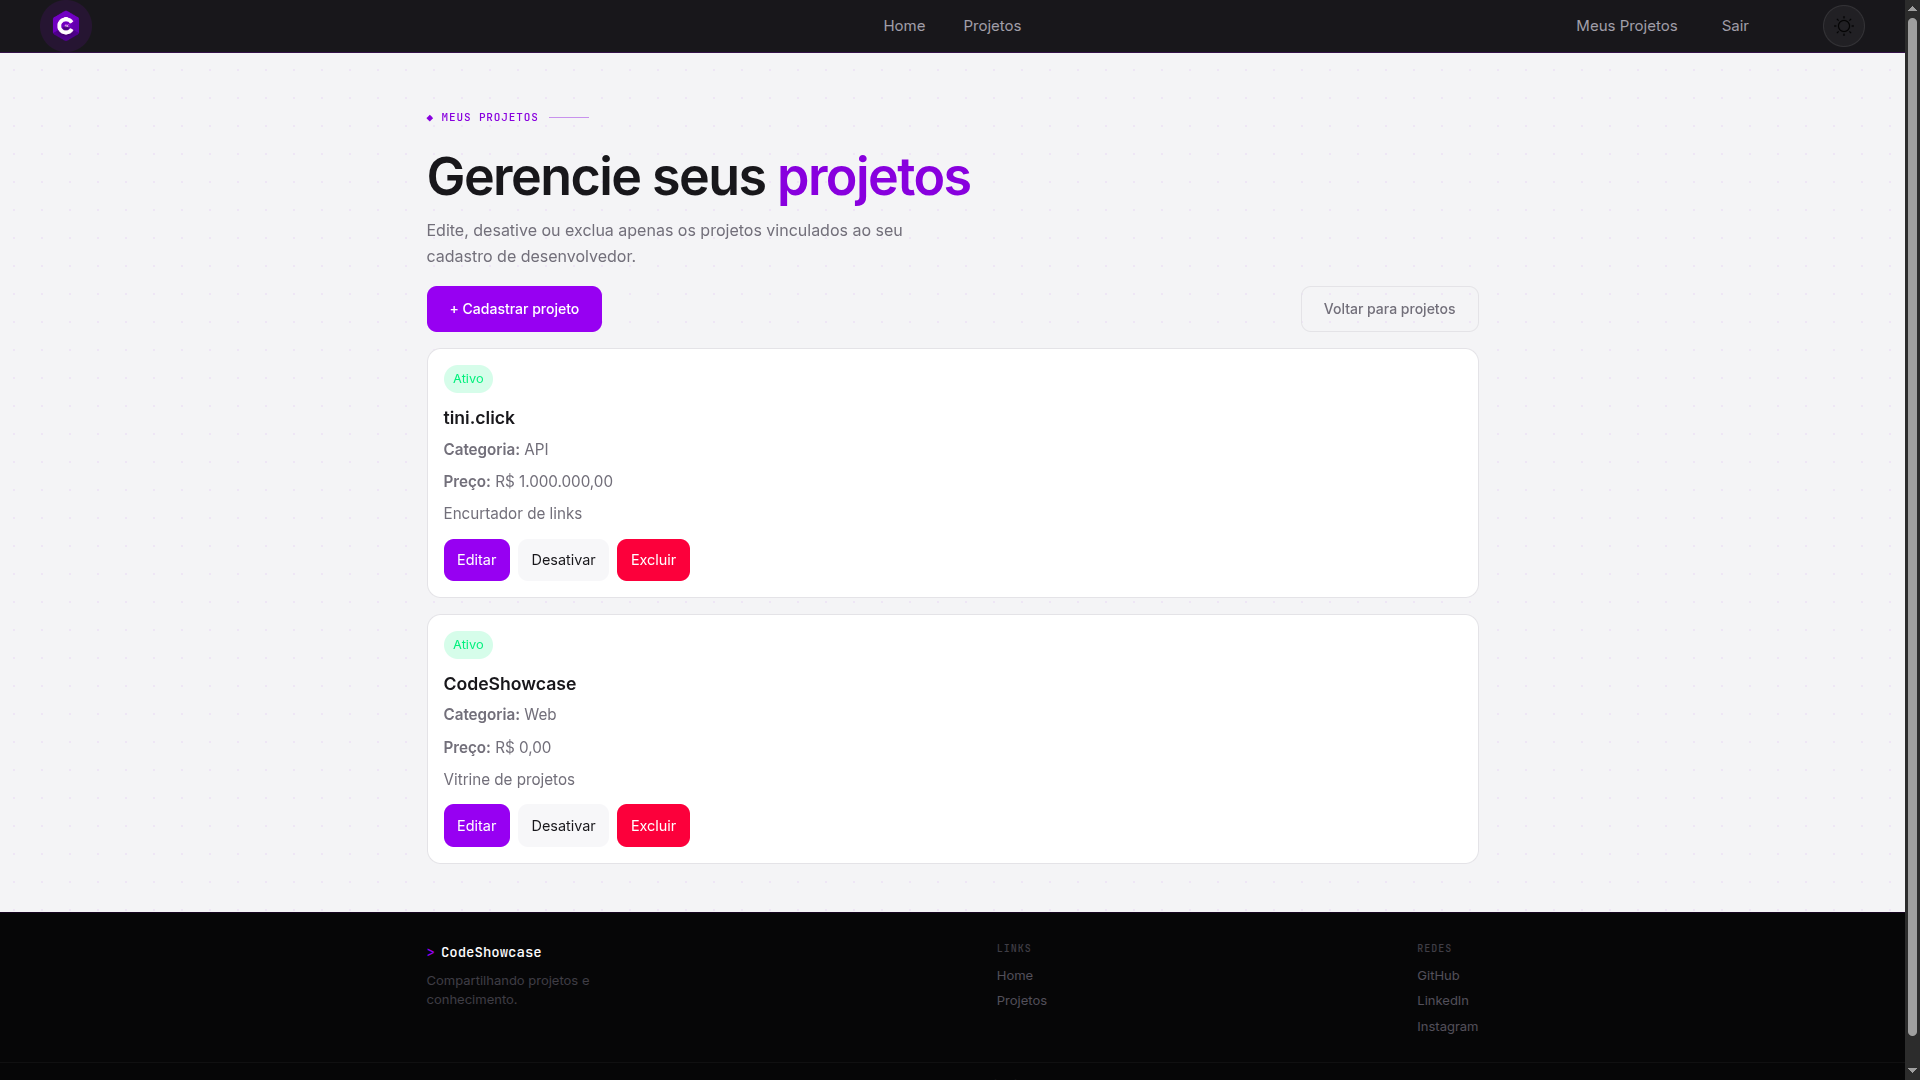 Home
Projetos
Meus Projetos
Sair
◆ MEUS PROJETOS
Gerencie seus projetos
Edite, desative ou exclua apenas os projetos vinculados ao seu
cadastro de desenvolvedor.
+ Cadastrar projeto
Voltar para projetos
Ativo
tini.click
Categoria: API
Preço: R$ 1.000.000,00
Encurtador de links
Editar
Desativar
Excluir
Ativo
CodeShowcase
Categoria: Web
Preço: R$ 0,00
Vitrine de projetos
Editar
Desativar
Excluir
> CodeShowcase
Compartilhando projetos e
conhecimento.
LINKS
Home
Projetos
REDES
GitHub
LinkedIn
Instagram